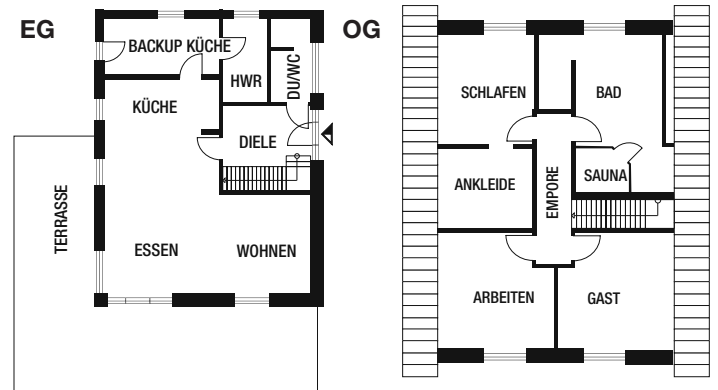 EG
BACKUP KÜCHE
HWR
DU/WC
KÜCHE
DIELE
TERRASSE
ESSEN
WOHNEN
OG
SCHLAFEN
BAD
ANKLEIDE
EMPORE
SAUNA
ARBEITEN
GAST